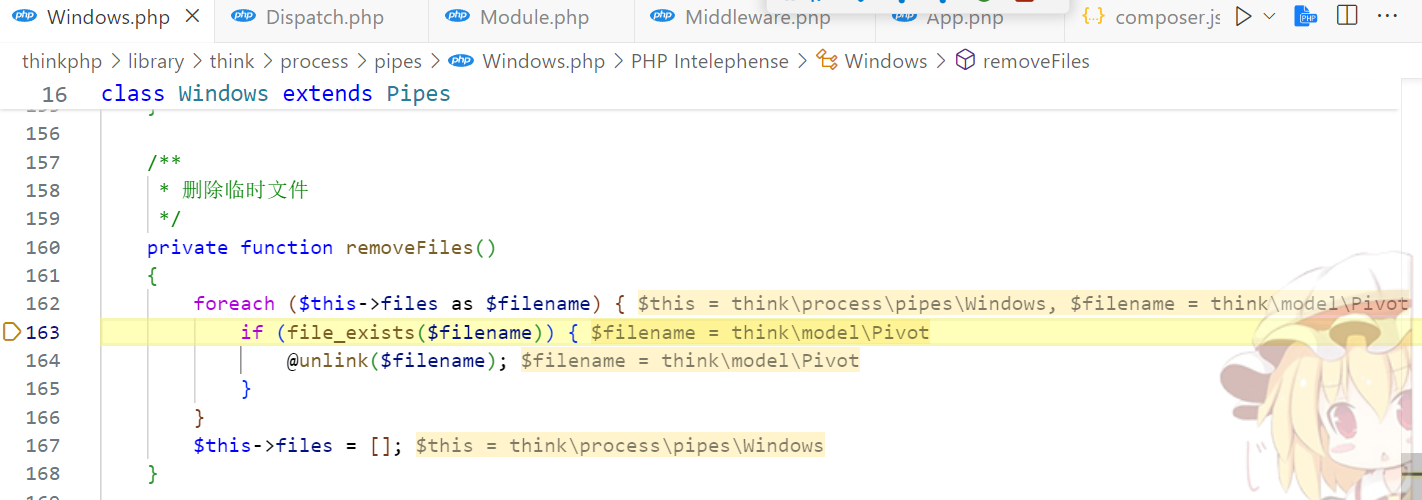 php Windows.php php Dispatch.php php Module.php php Middleware.php php App.php {} composer.js
thinkphp > library > think > process > pipes > php Windows.php > PHP Intelephense > Windows > removeFiles
16 class Windows extends Pipes
155 }
156
157 /**
158 * 删除临时文件
159 */
160 private function removeFiles()
161 {
162 foreach ($this->files as $filename) { $this = think\process\pipes\Windows, $filename = think\model\Pivot
163 if (file_exists($filename)) { $filename = think\model\Pivot
164 @unlink($filename); $filename = think\model\Pivot
165 }
166 }
167 $this->files = []; $this = think\process\pipes\Windows
168 }